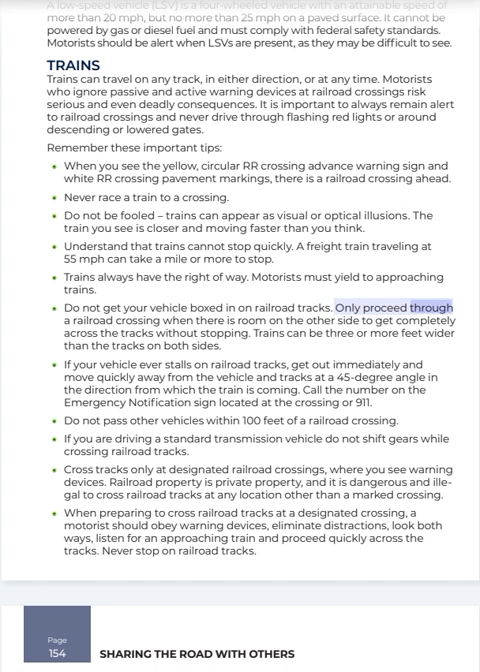 A low-speed vehicle (LSV) is a four-wheeled vehicle with an attainable speed of
more than 20 mph, but no more than 25 mph on a paved surface. It cannot be
powered by gas or diesel fuel and must comply with federal safety standards.
Motorists should be alert when LSVs are present, as they may be difficult to see.
TRAINS
Trains can travel on any track, in either direction, or at any time. Motorists
who ignore passive and active warning devices at railroad crossings risk
serious and even deadly consequences. It is important to always remain alert
to railroad crossings and never drive through flashing red lights or around
descending or lowered gates.
Remember these important tips:
• When you see the yellow, circular RR crossing advance warning sign and
white RR crossing pavement markings, there is a railroad crossing ahead.
• Never race a train to a crossing.
• Do not be fooled – trains can appear as visual or optical illusions. The
train you see is closer and moving faster than you think.
• Understand that trains cannot stop quickly. A freight train traveling at
55 mph can take a mile or more to stop.
• Trains always have the right of way. Motorists must yield to approaching
trains.
• Do not get your vehicle boxed in on railroad tracks. Only proceed through
a railroad crossing when there is room on the other side to get completely
across the tracks without stopping. Trains can be three or more feet wider
than the tracks on both sides.
• If your vehicle ever stalls on railroad tracks, get out immediately and
move quickly away from the vehicle and tracks at a 45-degree angle in
the direction from which the train is coming. Call the number on the
Emergency Notification sign located at the crossing or 911.
• Do not pass other vehicles within 100 feet of a railroad crossing.
• If you are driving a standard transmission vehicle do not shift gears while
crossing railroad tracks.
• Cross tracks only at designated railroad crossings, where you see warning
devices. Railroad property is private property, and it is dangerous and ille-
gal to cross railroad tracks at any location other than a marked crossing.
• When preparing to cross railroad tracks at a designated crossing, a
motorist should obey warning devices, eliminate distractions, look both
ways, listen for an approaching train and proceed quickly across the
tracks. Never stop on railroad tracks.
Page
154
SHARING THE ROAD WITH OTHERS